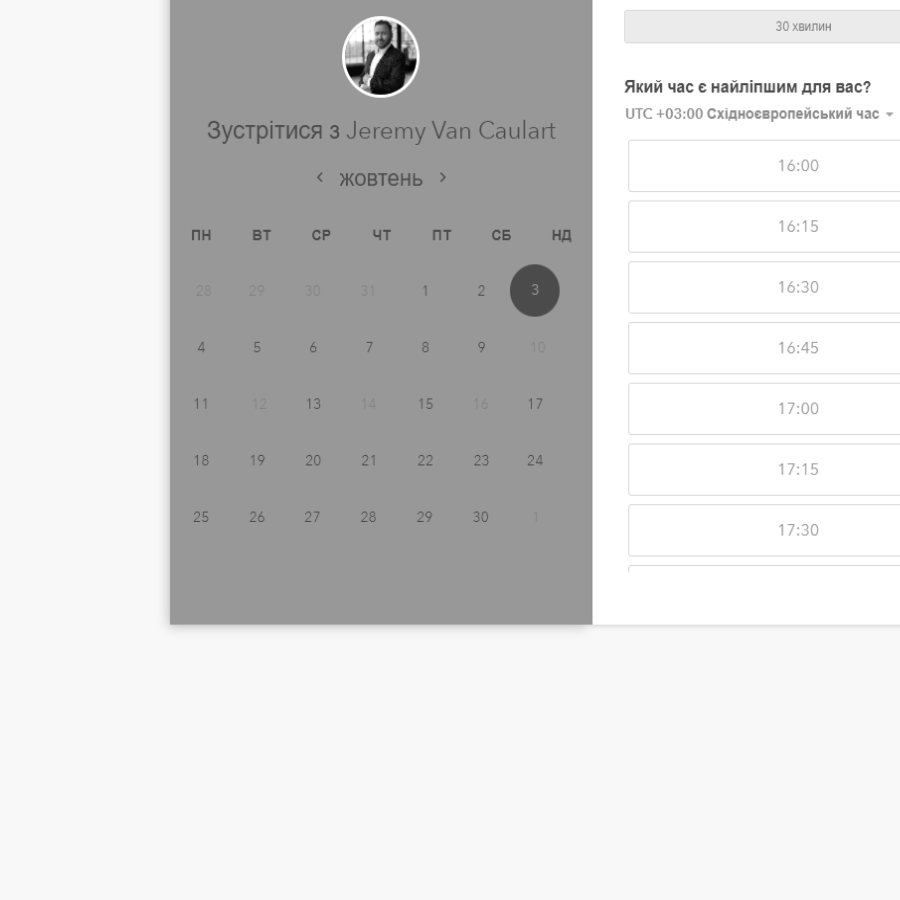 Зустрітися з Jeremy Van Caulart
жовтень
ПН ВТ СР ЧТ ПТ СБ НД
28 29 30 31 1 2 3
4 5 6 7 8 9 10
11 12 13 14 15 16 17
18 19 20 21 22 23 24
25 26 27 28 29 30 1
30 хвилин
Який час є найліпшим для вас?
UTC +03:00 Східноєвропейський час
16:00
16:15
16:30
16:45
17:00
17:15
17:30